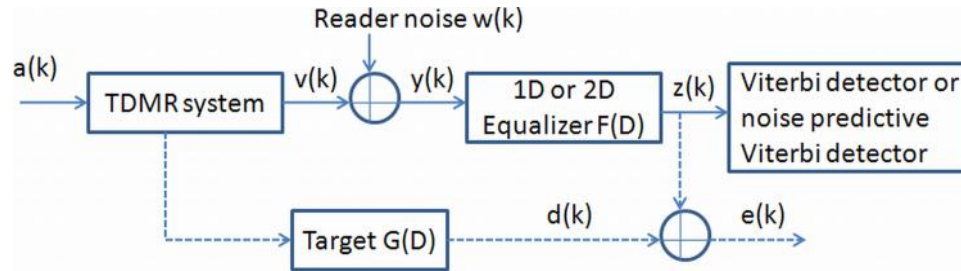 Reader noise w(k)
a(k)
TDMR system
v(k)
y(k)
1D or 2D
Equalizer F(D)
z(k)
Viterbi detector or
noise predictive
Viterbi detector
Target G(D)
d(k)
e(k)